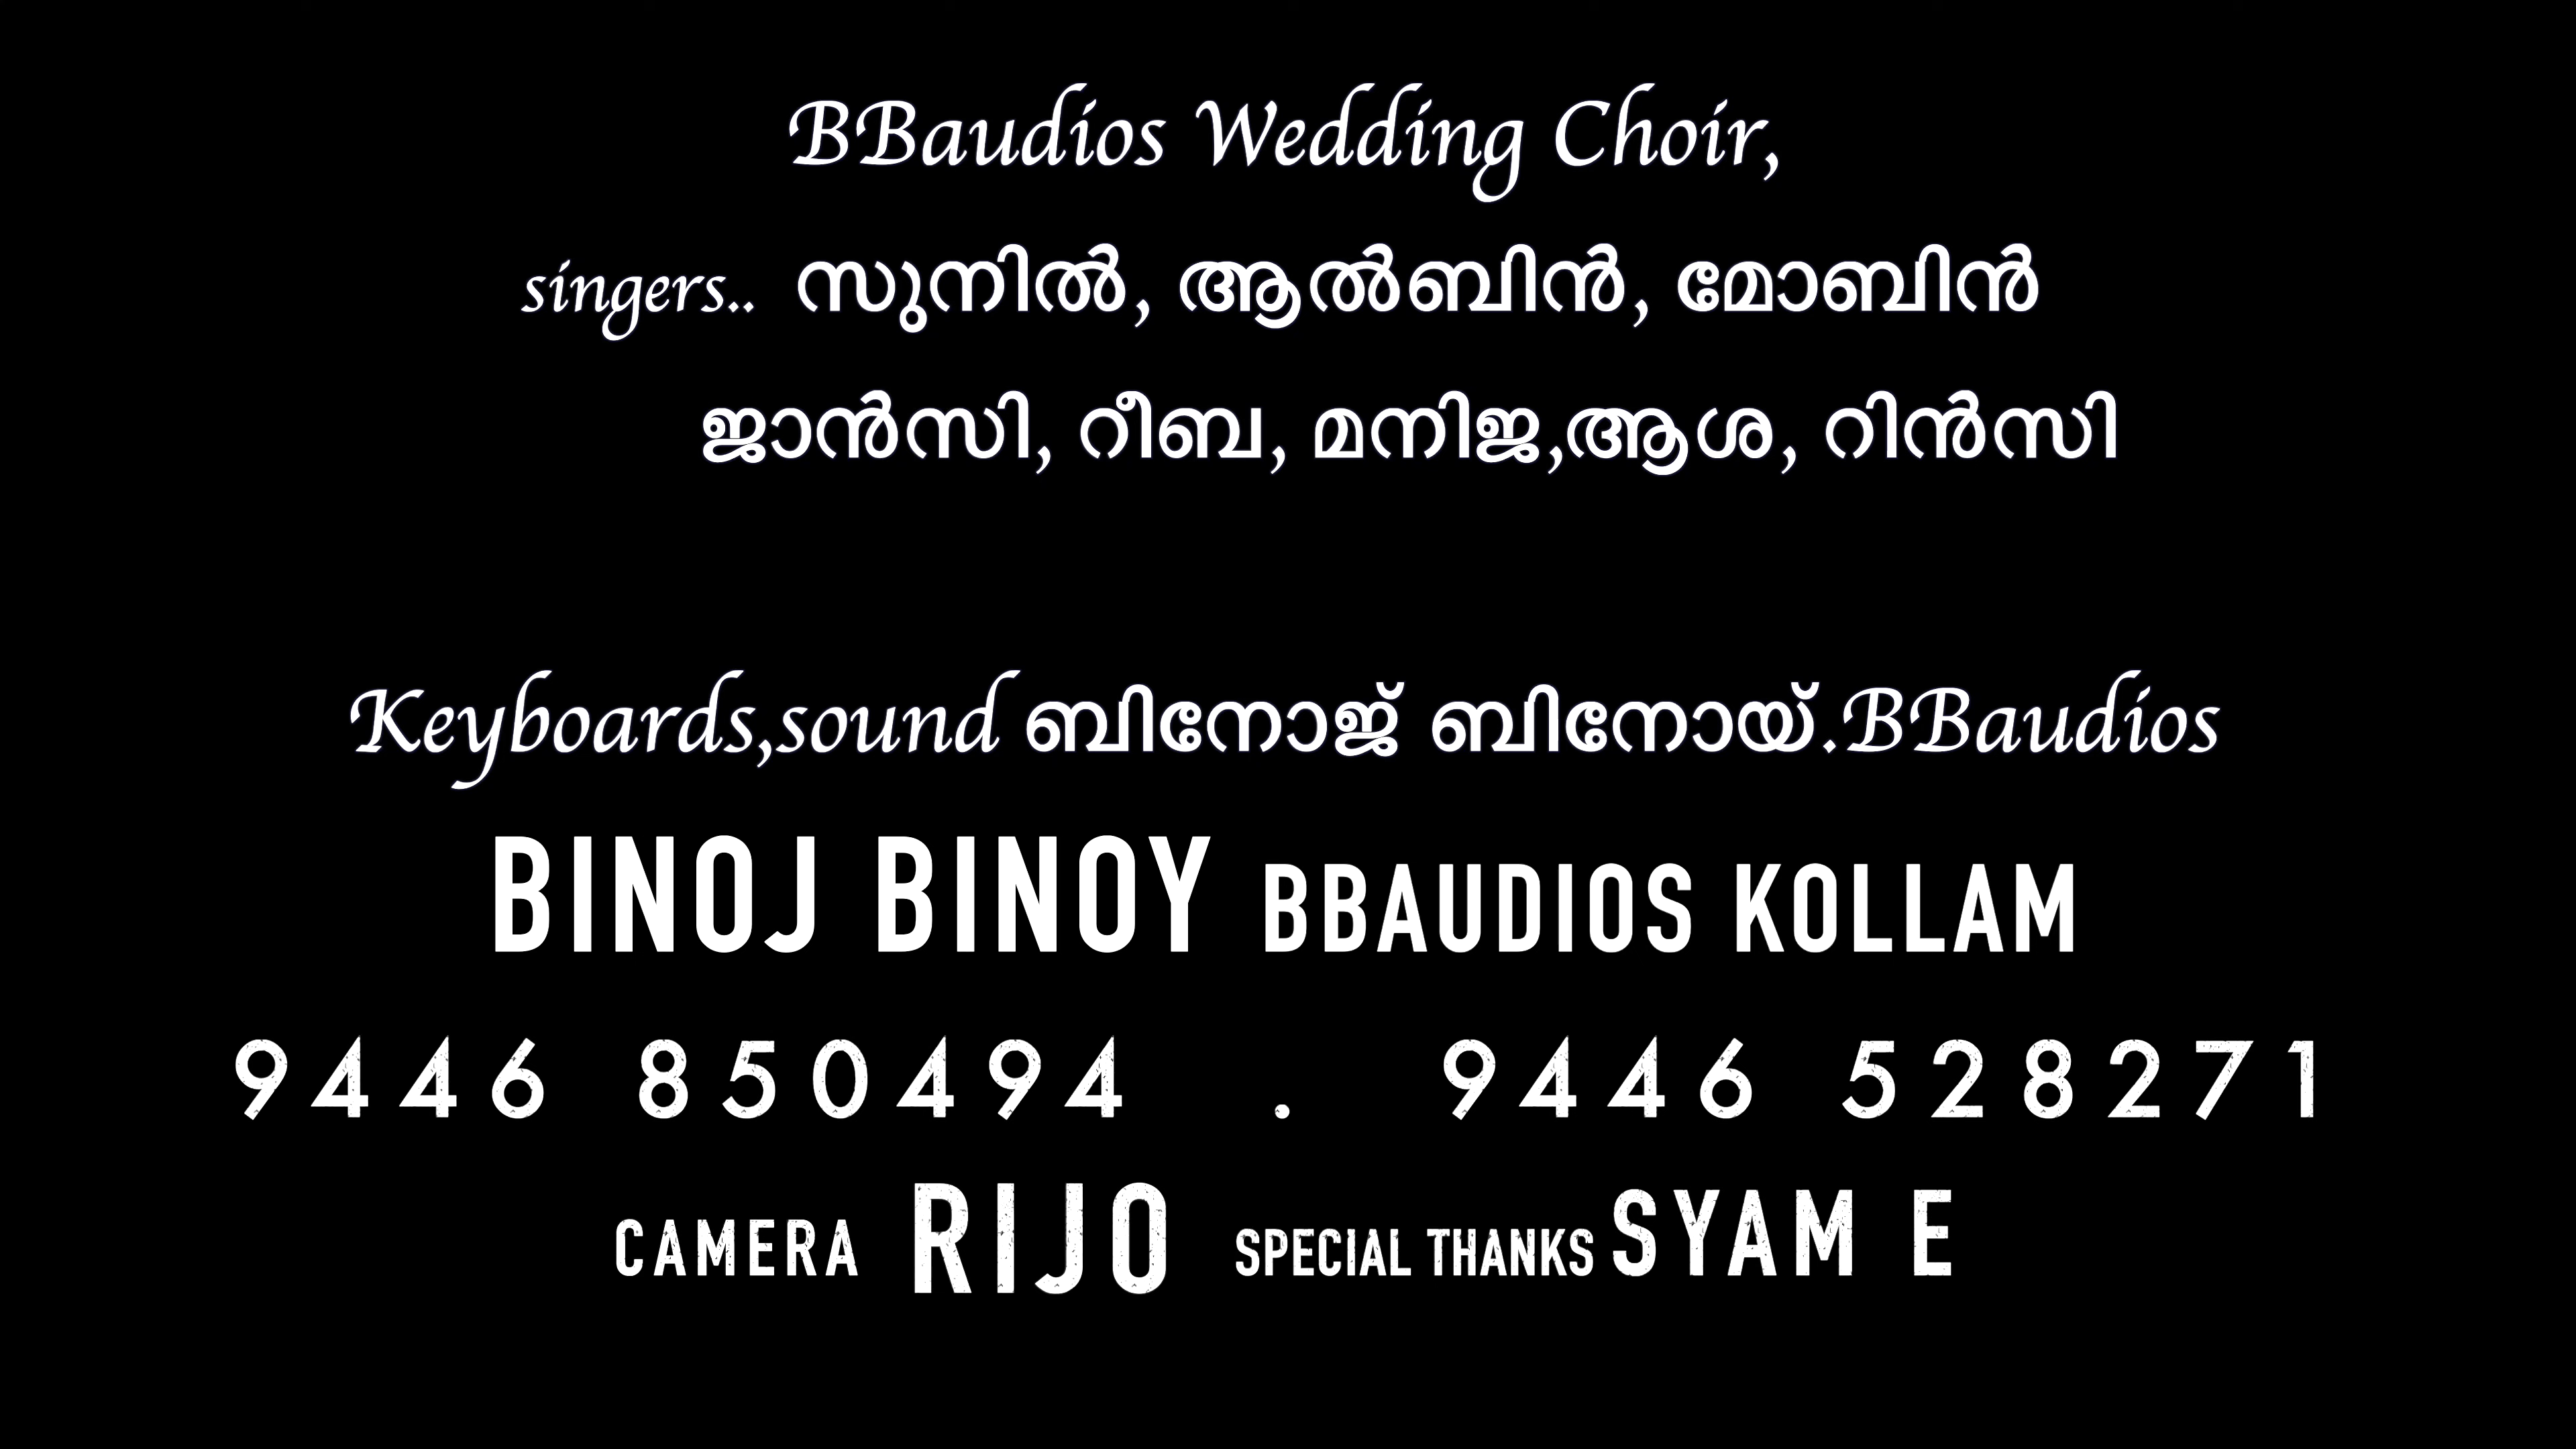 BBaudios Wedding Choir,
singers.. സുനിൽ, ആൽബിൻ, മോബിൻ
ജാൻസി, റീബ, മനിജ,ആശ, റിൻസി
Keyboards,sound ബിനോജ് ബിനോയ്.BBaudios
BINOJ BINOY BBAUDIOS KOLLAM
9446 850494 . 9446 528271
CAMERA RIJO SPECIAL THANKS SYAM E